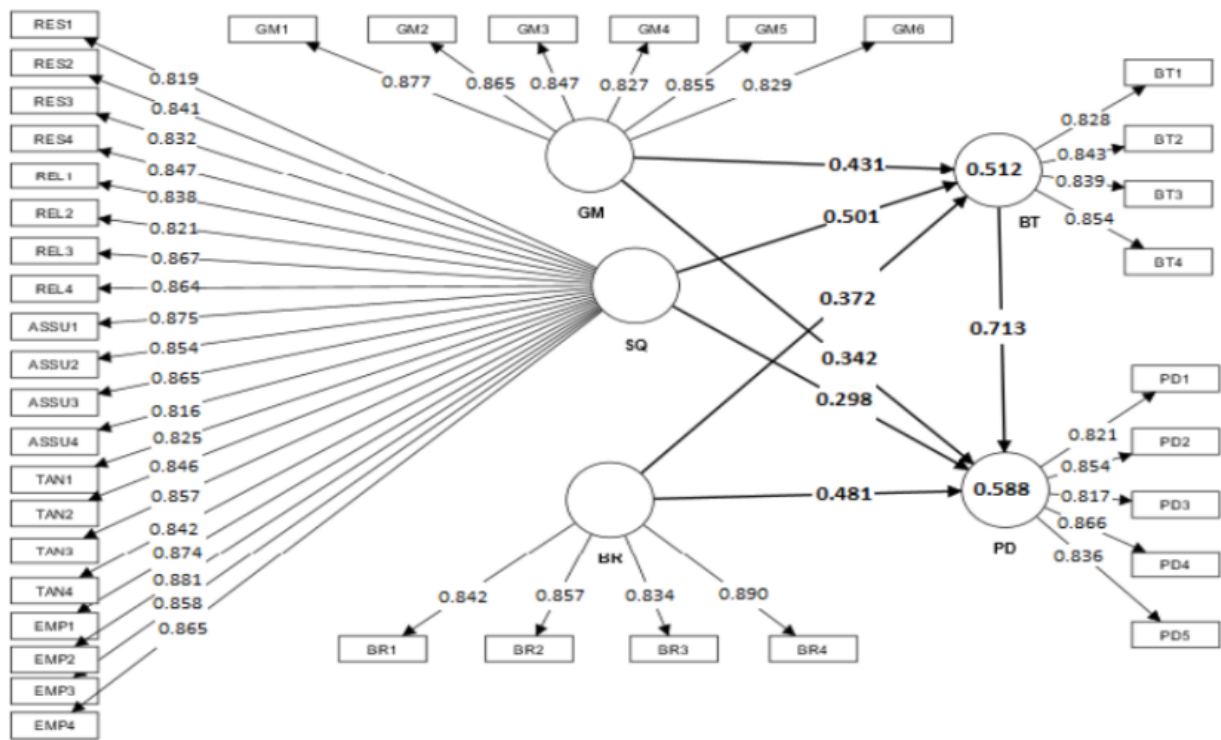 RES1
RES2
RES3
RES4
REL1
REL2
REL3
REL4
ASSU1
ASSU2
ASSU3
ASSU4
TAN1
TAN2
TAN3
TAN4
EMP1
EMP2
EMP3
EMP4
0.819
0.841
0.832
0.847
0.838
0.821
0.867
0.864
0.875
0.854
0.865
0.816
0.825
0.846
0.857
0.842
0.874
0.881
0.858
0.865
GM1
GM2
GM3
GM4
GM5
GM6
0.877
0.865
0.847
0.827
0.855
0.829
GM
SQ
BR
0.842
0.857
0.834
0.890
BR1
BR2
BR3
BR4
0.431
0.501
0.372
0.342
0.298
0.481
0.713
0.512
BT
0.828
0.843
0.839
0.854
BT1
BT2
BT3
BT4
0.588
PD
0.821
0.854
0.817
0.866
0.836
PD1
PD2
PD3
PD4
PD5